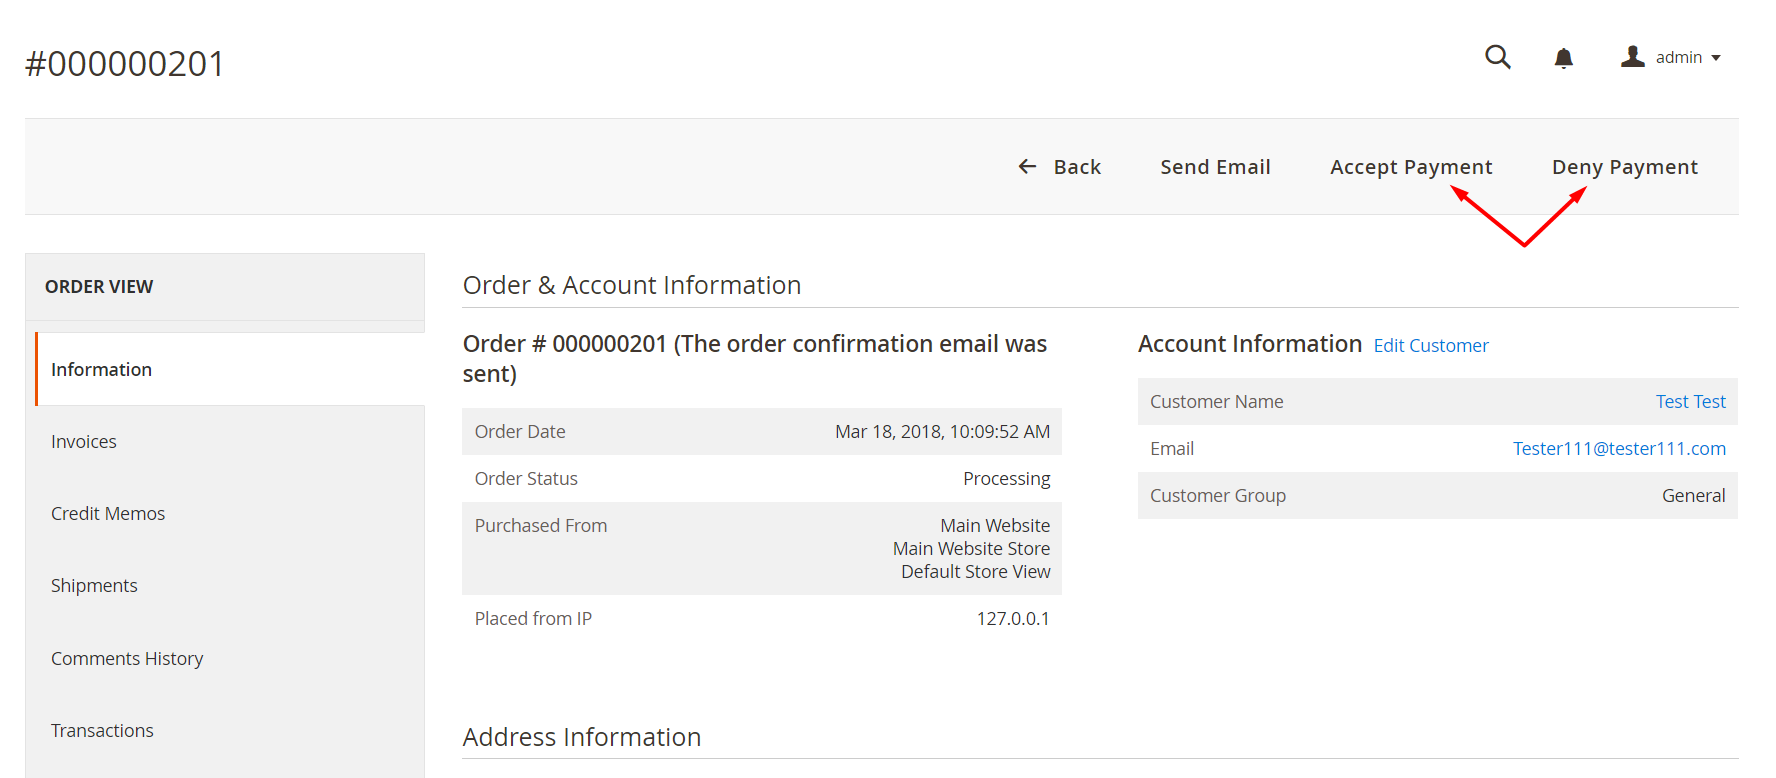 #000000201
admin
Back
Send Email
Accept Payment
Deny Payment
ORDER VIEW
Information
Invoices
Credit Memos
Shipments
Comments History
Transactions
Order & Account Information
Order # 000000201 (The order confirmation email was
sent)
Order Date Mar 18, 2018, 10:09:52 AM
Order Status Processing
Purchased From Main Website
Main Website Store
Default Store View
Placed from IP 127.0.0.1
Account Information Edit Customer
Customer Name Test Test
Email Tester111@tester111.com
Customer Group General
Address Information